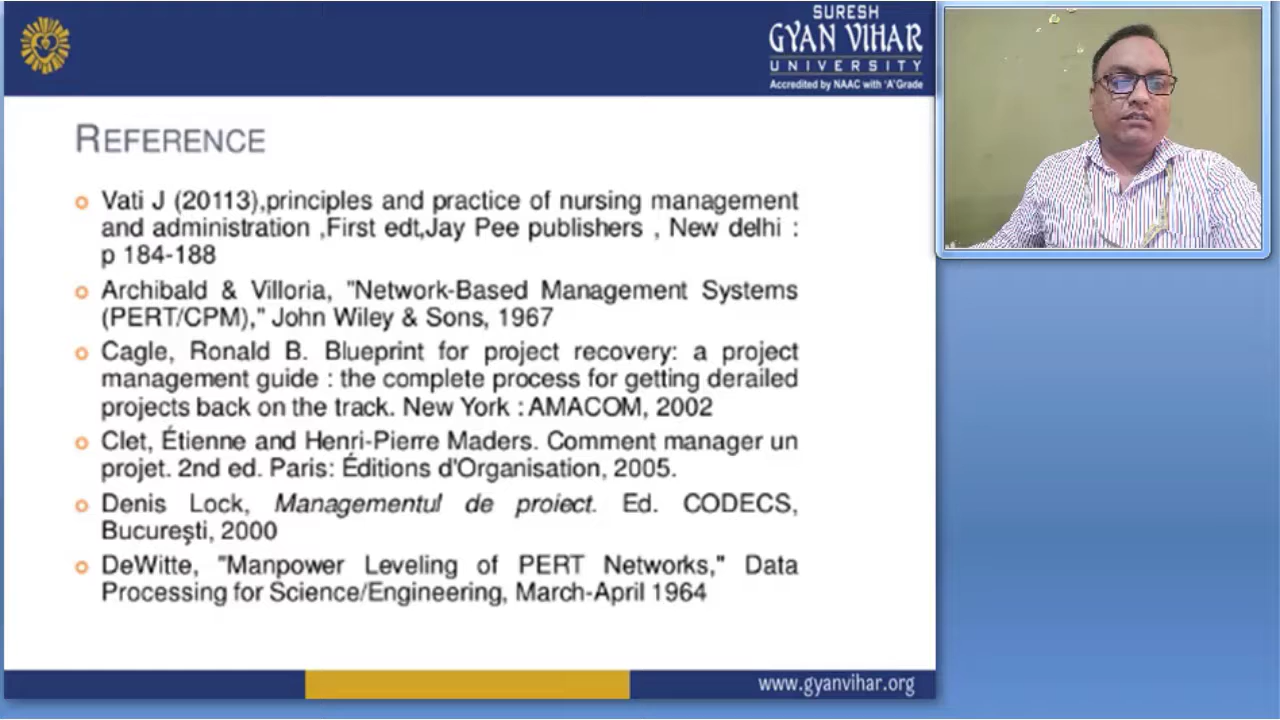 SURESH
GYAN VIHAR
UNIVERSITY
Accredited by NAAC with 'A' Grade
REFERENCE
Vati J (20113),principles and practice of nursing management
and administration ,First edt,Jay Pee publishers , New delhi :
p 184-188
Archibald & Villoria, "Network-Based Management Systems
(PERT/CPM)," John Wiley & Sons, 1967
Cagle, Ronald B. Blueprint for project recovery: a project
management guide : the complete process for getting derailed
projects back on the track. New York : AMACOM, 2002
Clet, Étienne and Henri-Pierre Maders. Comment manager un
projet. 2nd ed. Paris: Éditions d'Organisation, 2005.
Denis Lock, Managementul de proiect. Ed. CODECS,
Bucureşti, 2000
DeWitte, "Manpower Leveling of PERT Networks," Data
Processing for Science/Engineering, March-April 1964
www.gyanvihar.org